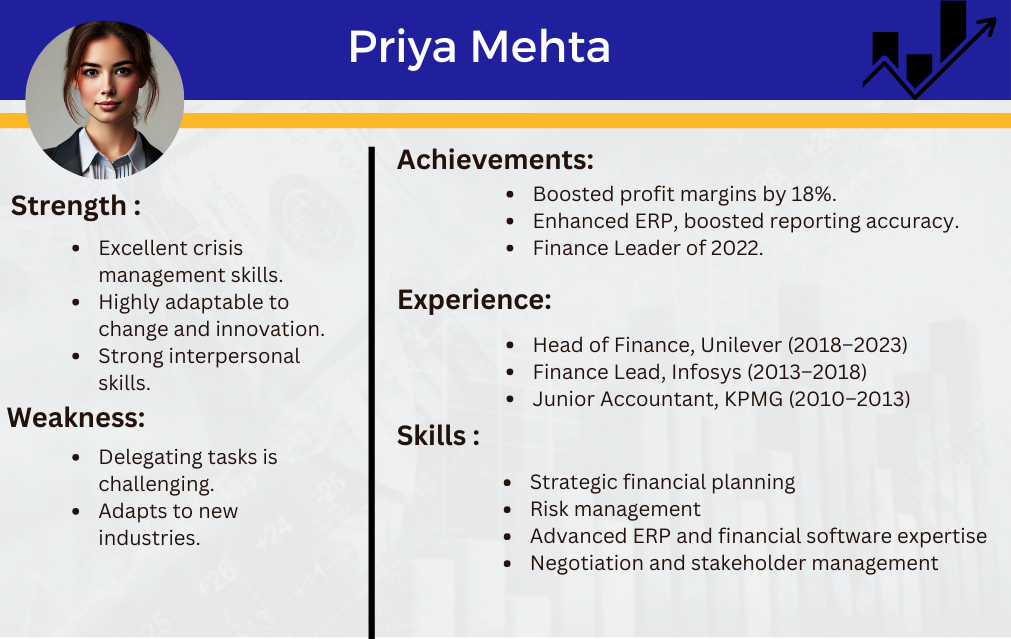 Priya Mehta
Strength :
• Excellent crisis
management skills.
• Highly adaptable to
change and innovation.
• Strong interpersonal
skills.
Weakness:
• Delegating tasks is
challenging.
• Adapts to new
industries.
Achievements:
• Boosted profit margins by 18%.
• Enhanced ERP, boosted reporting accuracy.
• Finance Leader of 2022.
Experience:
• Head of Finance, Unilever (2018–2023)
• Finance Lead, Infosys (2013–2018)
• Junior Accountant, KPMG (2010–2013)
Skills :
• Strategic financial planning
• Risk management
• Advanced ERP and financial software expertise
• Negotiation and stakeholder management